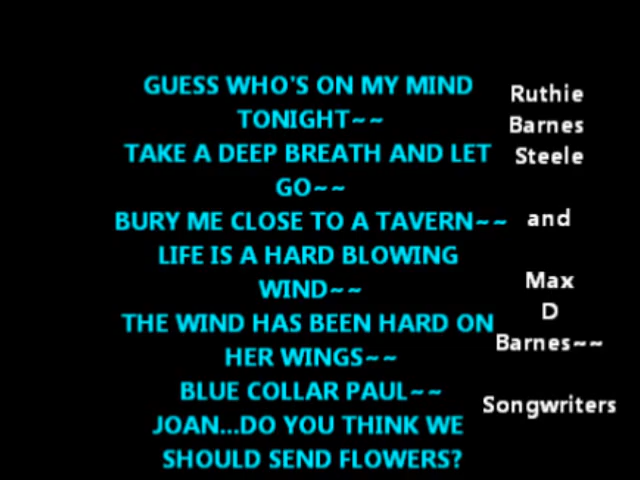 GUESS WHO'S ON MY MIND
TONIGHT~~
TAKE A DEEP BREATH AND LET
GO~~
BURY ME CLOSE TO A TAVERN~~
LIFE IS A HARD BLOWING
WIND~~
THE WIND HAS BEEN HARD ON
HER WINGS~~
BLUE COLLAR PAUL~~
JOAN...DO YOU THINK WE
SHOULD SEND FLOWERS?
Ruthie
Barnes
Steele
and
Max
D
Barnes~~
Songwriters